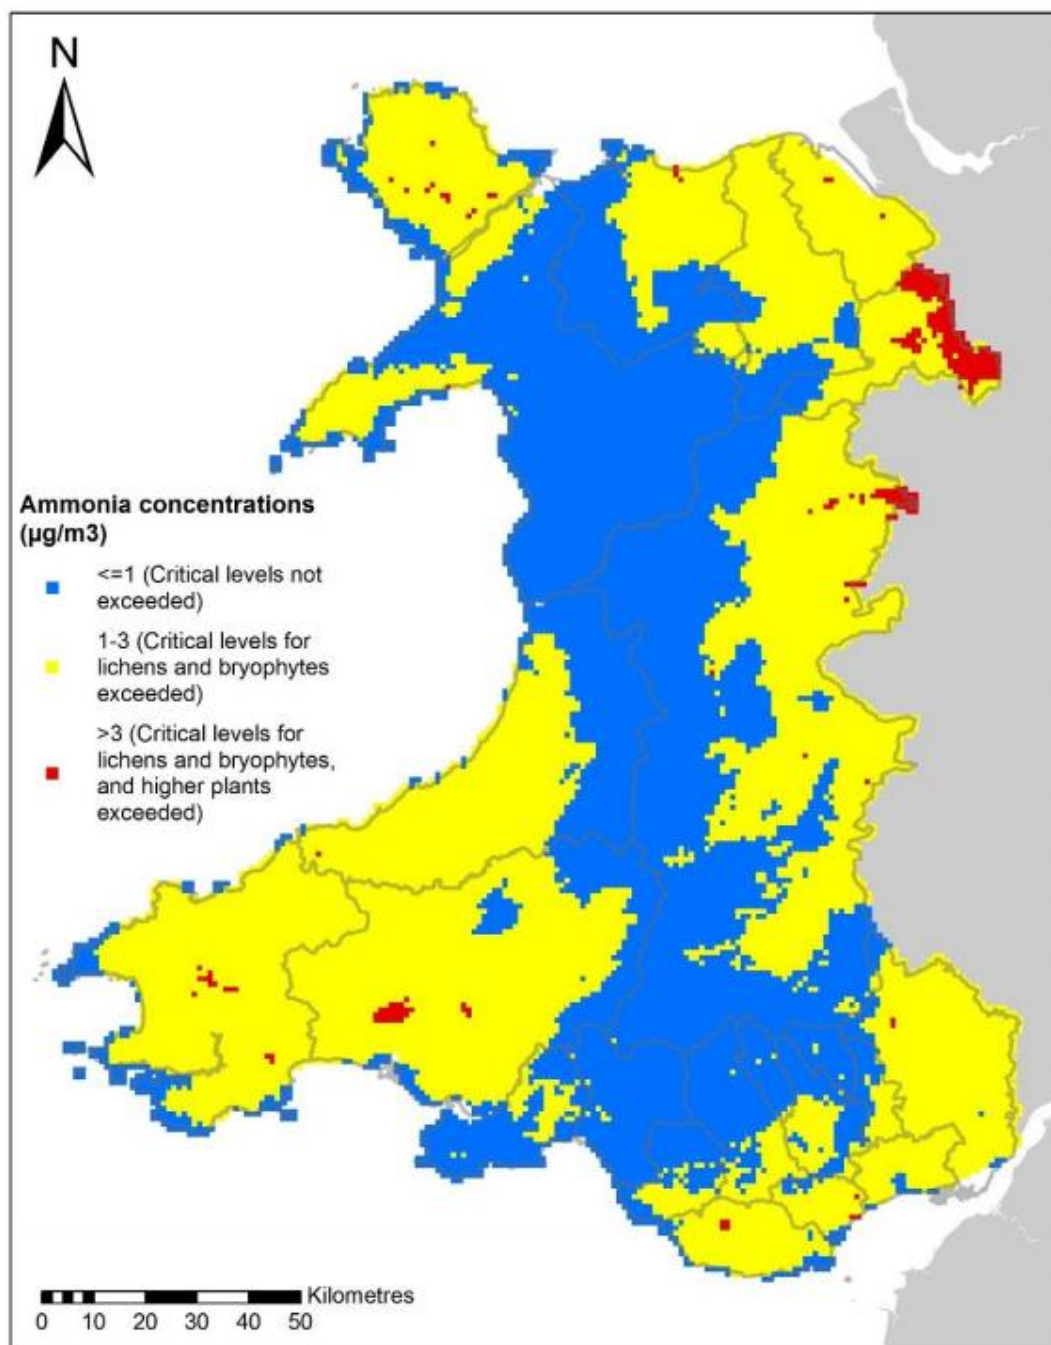 N
Ammonia concentrations
(µg/m3)
<=1 (Critical levels not
exceeded)
1-3 (Critical levels for
lichens and bryophytes
exceeded)
>3 (Critical levels for
lichens and bryophytes,
and higher plants
exceeded)
Kilometres
0 10 20 30 40 50